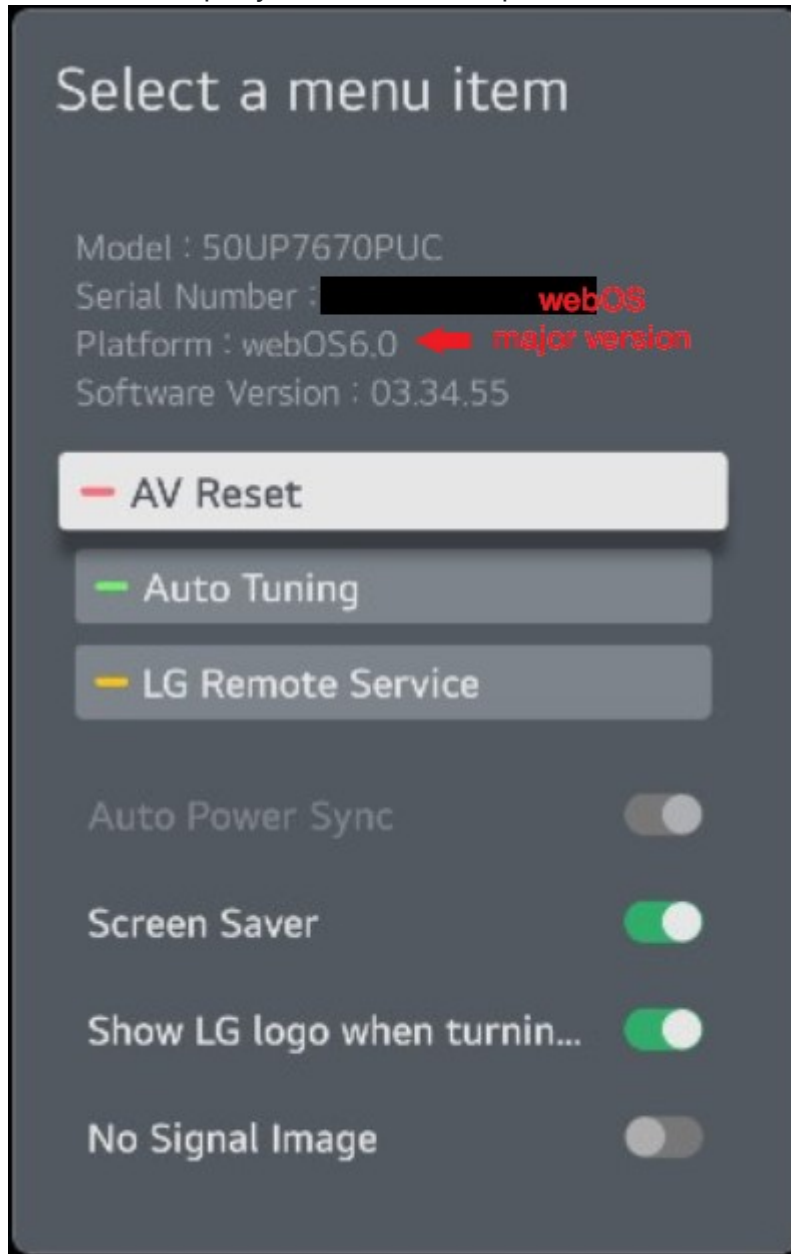 Select a menu item
Model : 50UP7670PUC
Serial Number :
webOS
Platform : webOS6.0
major version
Software Version : 03.34.55
AV Reset
Auto Tuning
LG Remote Service
Auto Power Sync
Screen Saver
Show LG logo when turnin...
No Signal Image